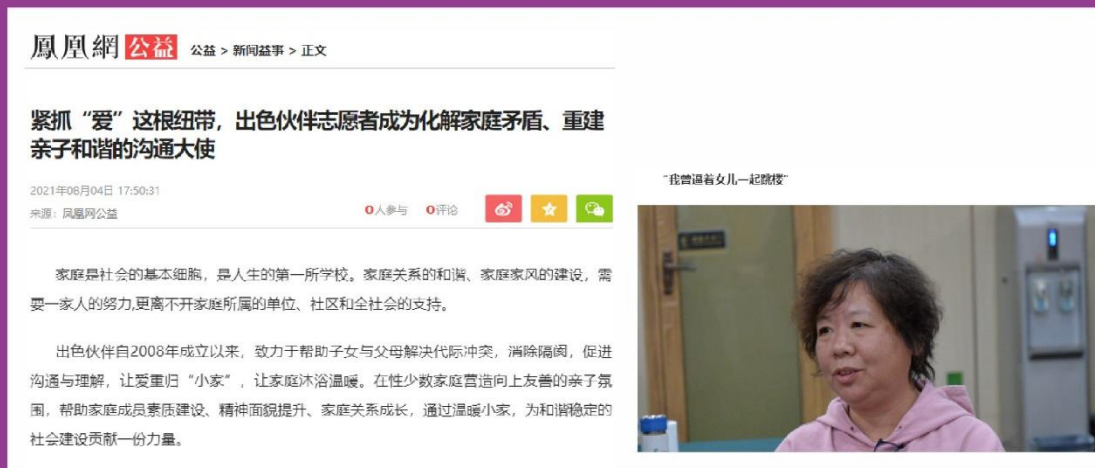 鳳凰網 公益 公益 > 新闻益事 > 正文
紧抓“爱”这根纽带，出色伙伴志愿者成为化解家庭矛盾、重建
亲子和谐的沟通大使
2021年08月04日 17:50:31
来源：凤凰网公益
0人参与 0评论
家庭是社会的基本细胞，是人生的第一所学校。家庭关系的和谐、家庭家风的建设，需
要一家人的努力,更离不开家庭所属的单位、社区和全社会的支持。
出色伙伴自2008年成立以来，致力于帮助子女与父母解决代际冲突，消除隔阂，促进
沟通与理解，让爱重归“小家”，让家庭沐浴温暖。在性少数家庭营造向上友善的亲子氛
围，帮助家庭成员素质建设、精神面貌提升、家庭关系成长，通过温暖小家，为和谐稳定的
社会建设贡献一份力量。
“我曾逼着女儿一起跳楼”